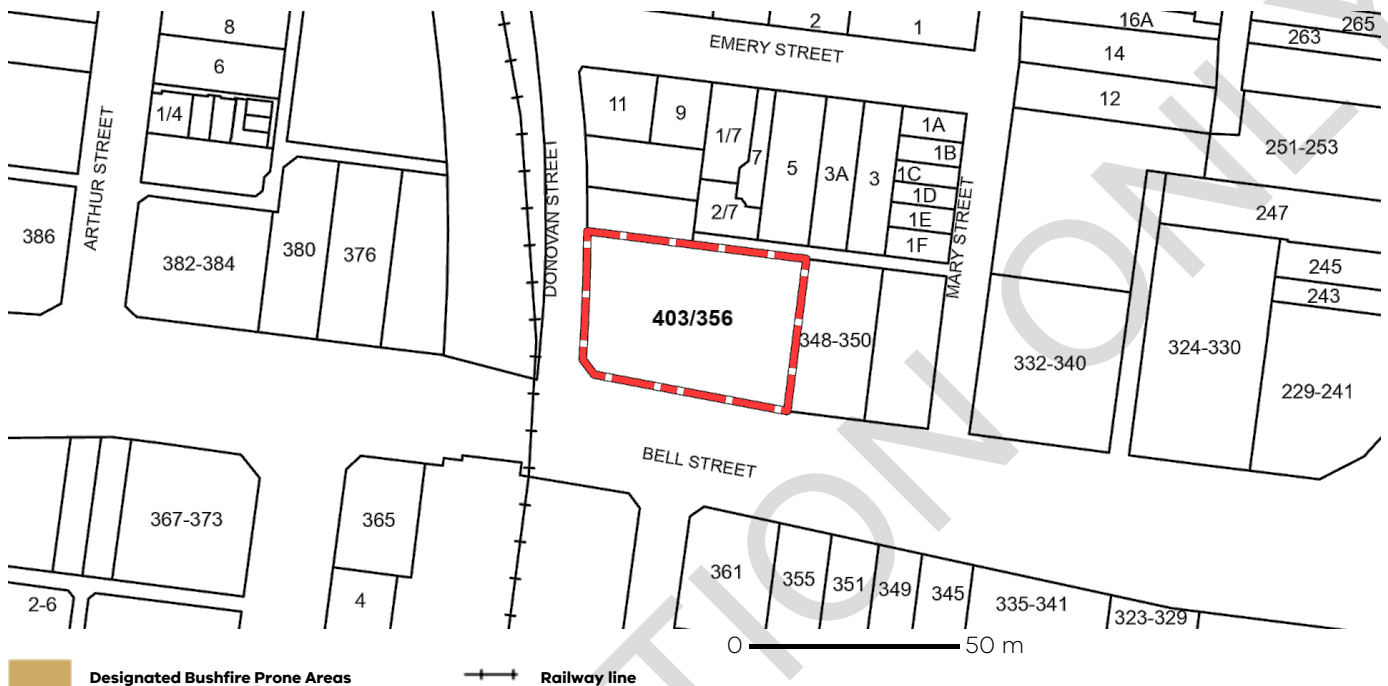 8
2
1
16A
265
263
EMERY STREET
6
14
11
9
12
1/4
1/7
1A
ARTHUR STREET
1B
251-253
7
5
3A
3
1C
1D
2/7
1E
247
386
1F
DONOVAN STREET
MARY STREET
382-384
380
376
245
243
403/356
348-350
332-340
324-330
229-241
BELL STREET
367-373
365
361
355
351
349
345
335-341
323-329
2-6
4
0 50 m
TION ONLY
Designated Bushfire Prone Areas
Railway line